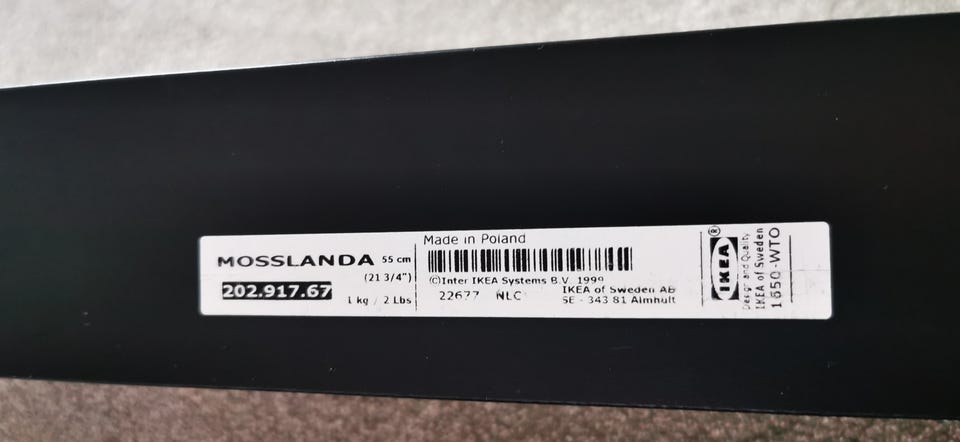 MOSSLANDA 55 cm
(21 3/4")
202.917.67
1 kg / 2 Lbs
Made in Poland
©Inter IKEA Systems B.V. 1999
22677 NLC
IKEA of Sweden AB
SE - 343 81 Älmhult
IKEA®
Design and Quality
IKEA of Sweden
1650-WTO